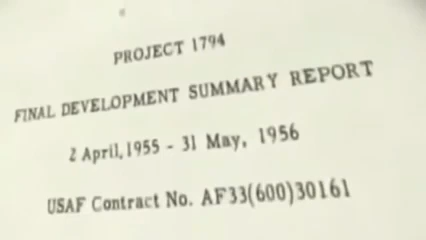 PROJECT 1794
FINAL DEVELOPMENT SUMMARY REPORT
2 April, 1955 - 31 May, 1956
USAF Contract No. AF33(600)30161